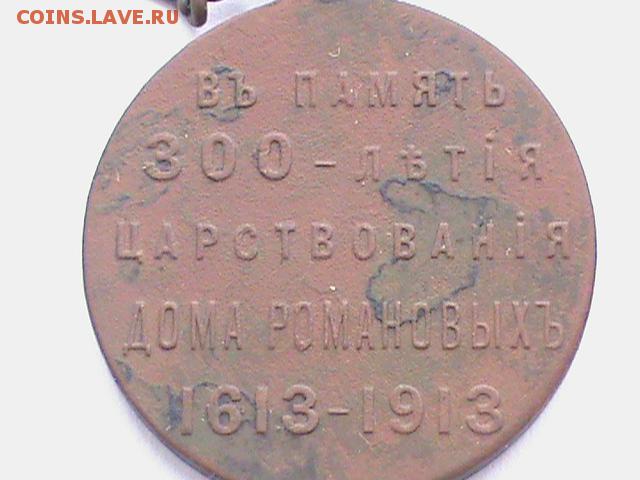 COINS.LAVE.RU
ВЪ ПАМЯТЬ
300-ЛѢТІЯ
ЦАРСТВОВАНІЯ
ДОМА РОМАНОВЫХЪ
1613-1913